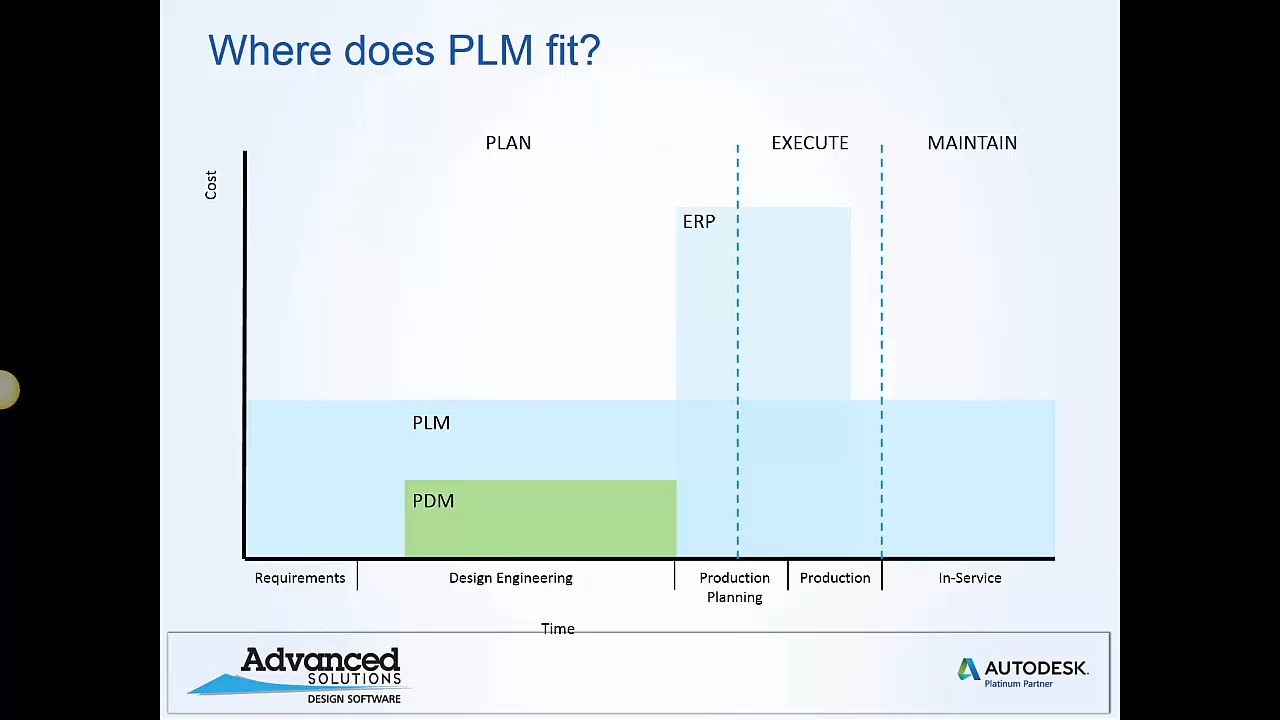 Where does PLM fit?
PLAN
EXECUTE
MAINTAIN
Cost
ERP
PLM
PDM
Requirements
Design Engineering
Production
Planning
Production
In-Service
Time
Advanced
SOLUTIONS
DESIGN SOFTWARE
AUTODESK.
Platinum Partner